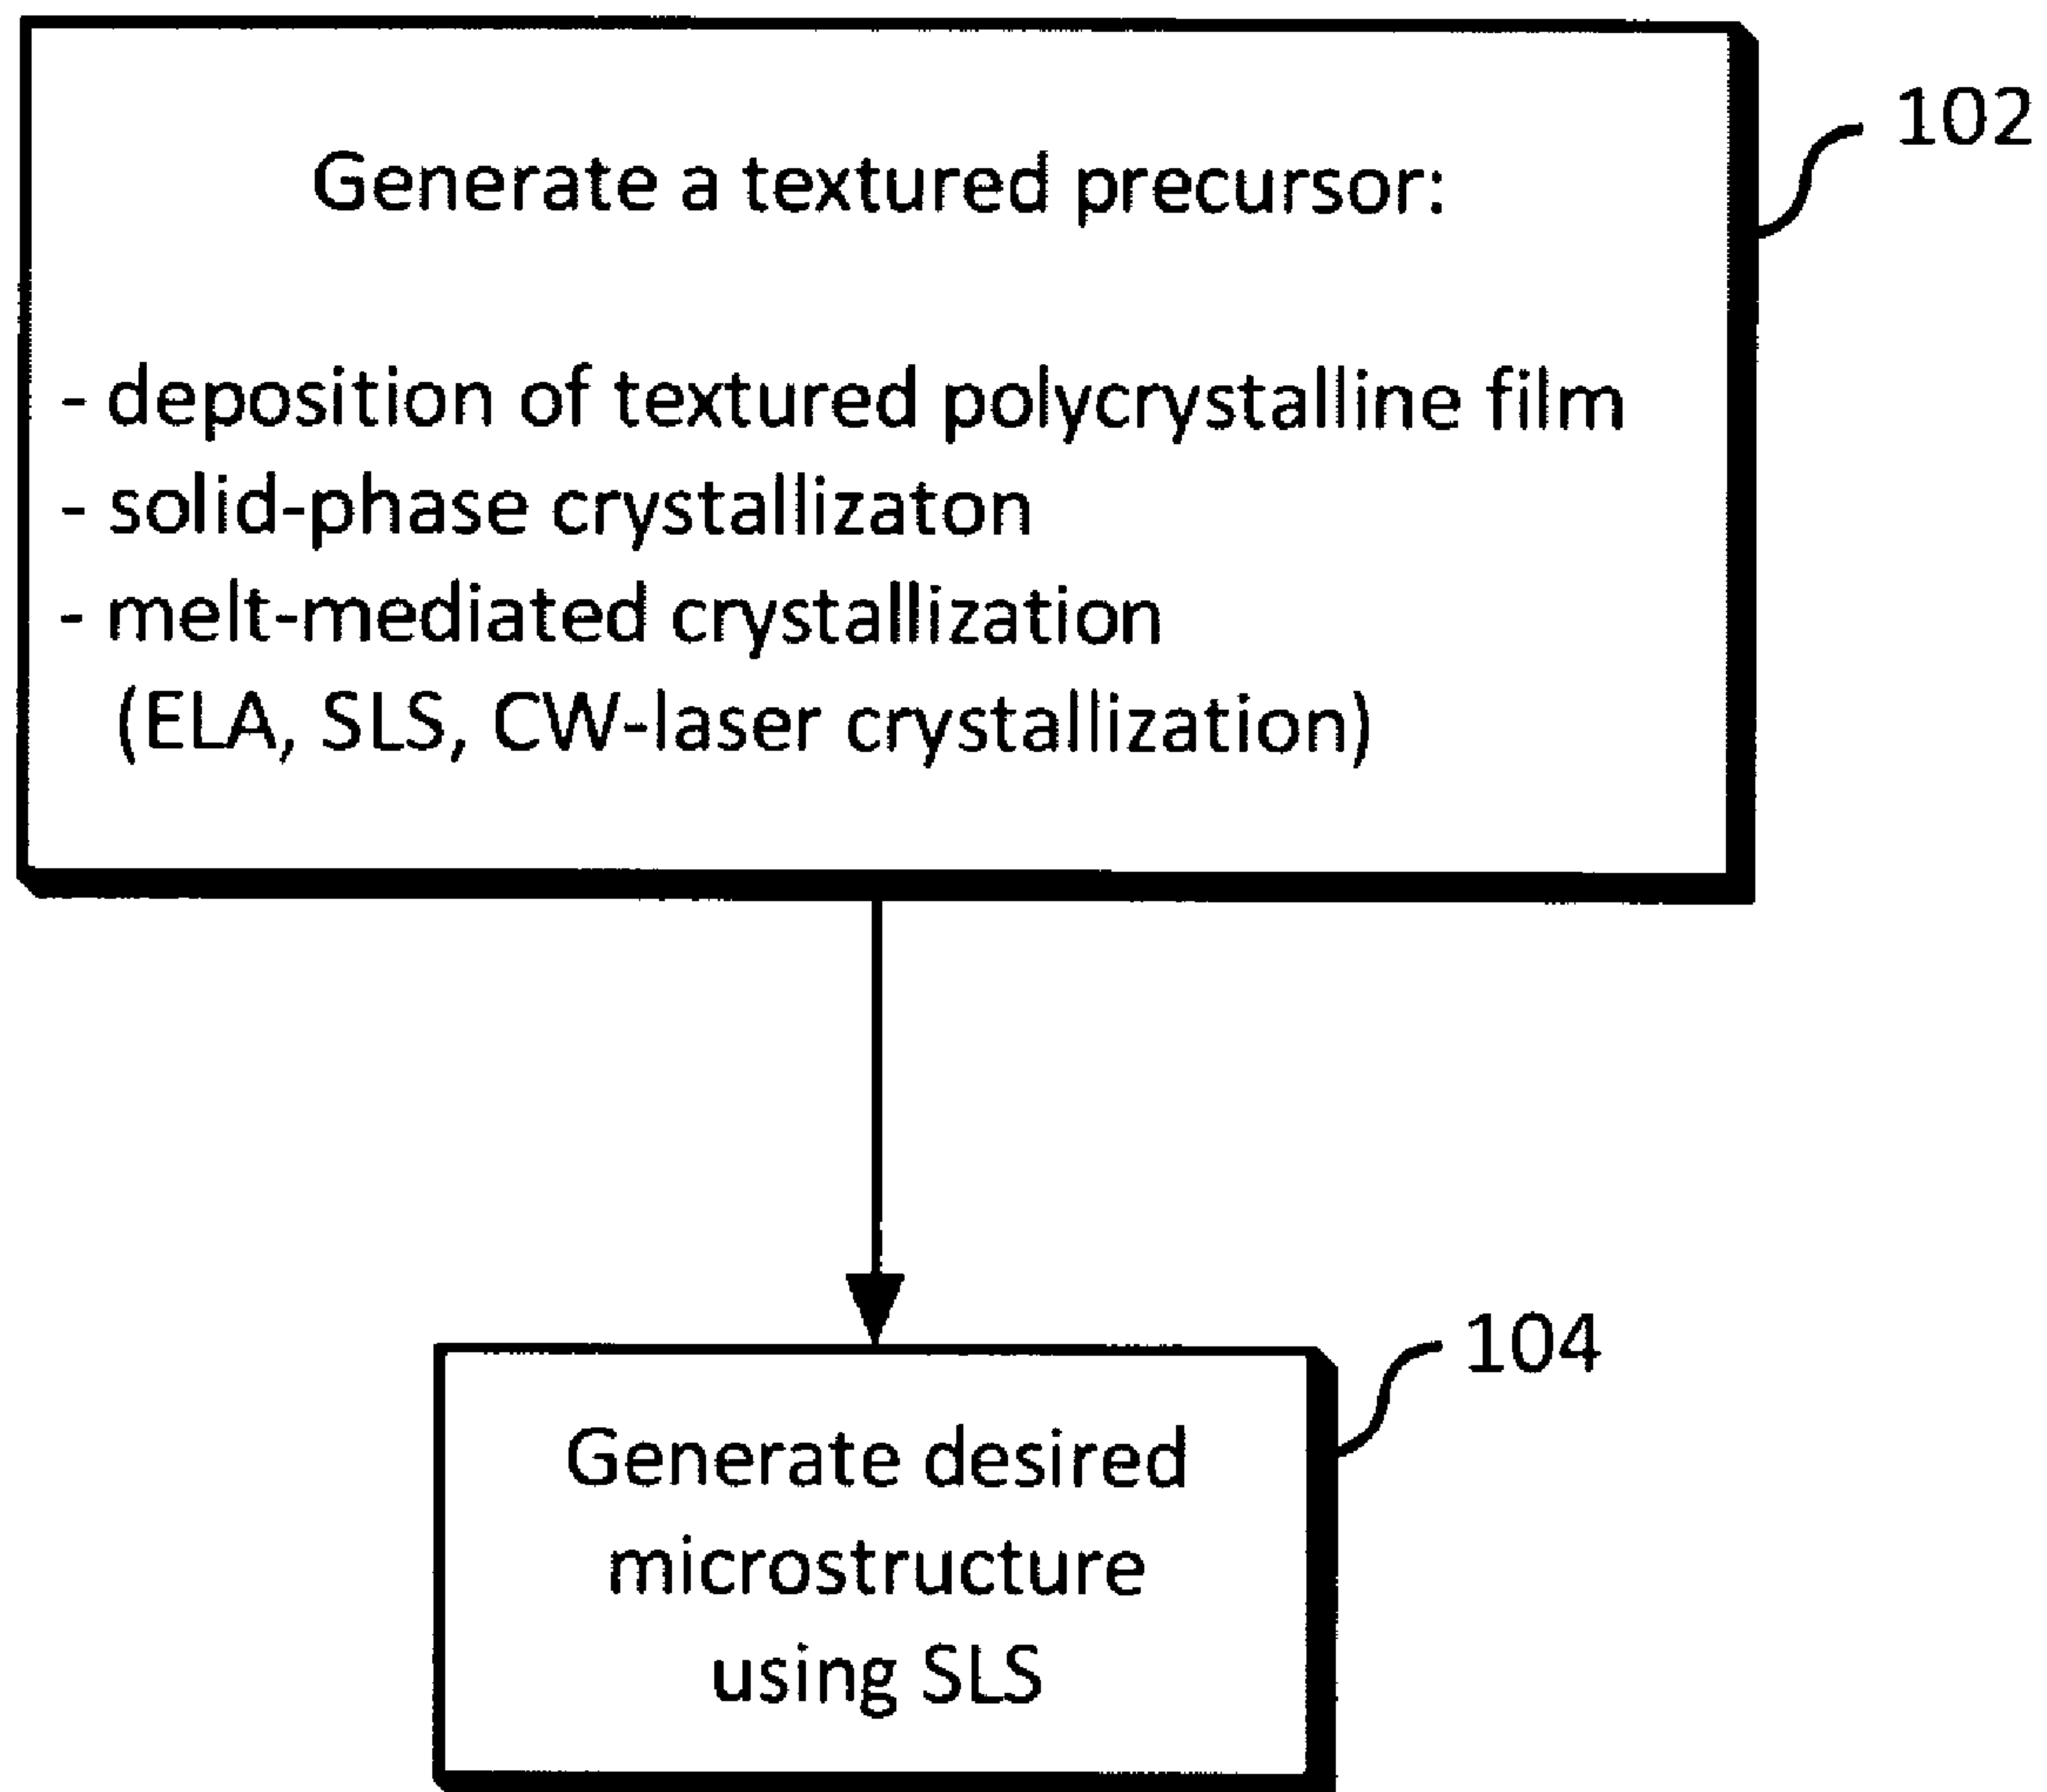 102
Generate a textured precursor:
- deposition of textured polycrystalline film
- solid-phase crystallizaton
- melt-mediated crystallization
(ELA, SLS, CW-laser crystallization)
104
Generate desired
microstructure
using SLS